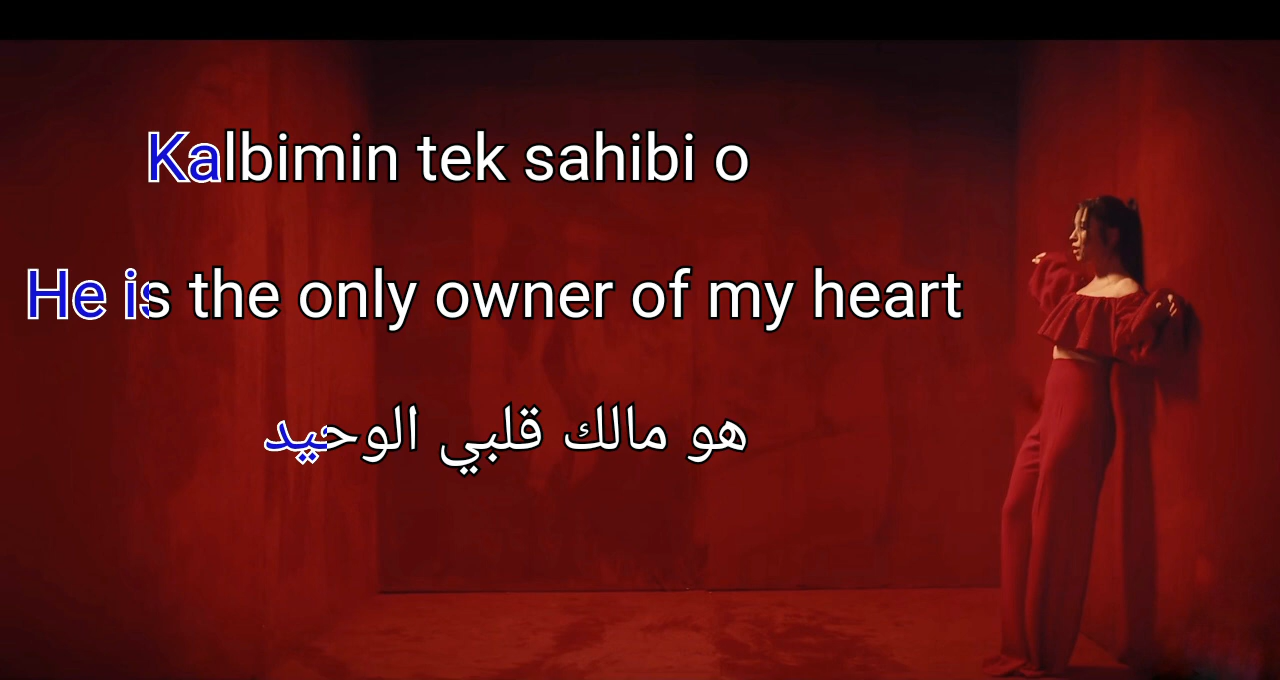 Kalbimin tek sahibi o
He is the only owner of my heart
هو مالك قلبي الوحيد